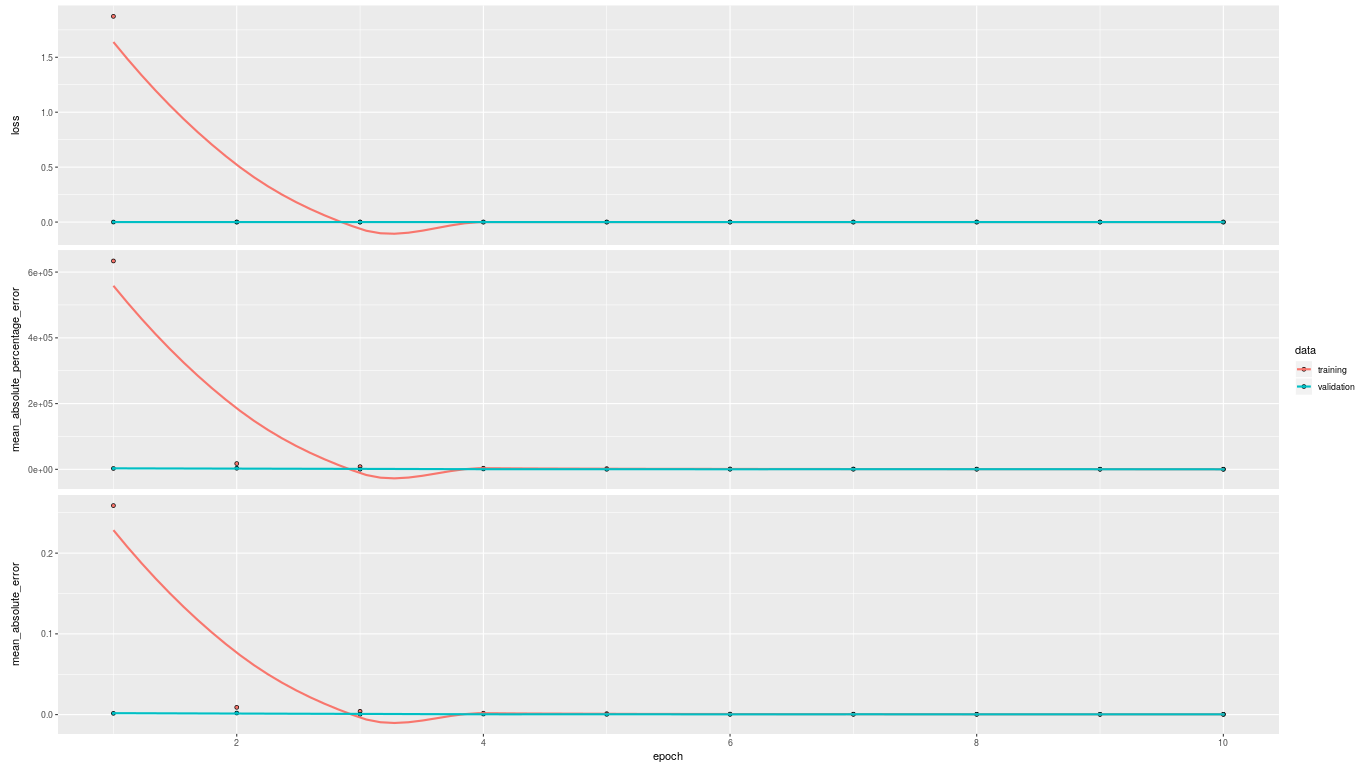 loss
1.5
1.0
0.5
0.0
mean_absolute_percentage_error
6e+05
4e+05
2e+05
0e+00
mean_absolute_error
0.2
0.1
0.0
2
4
6
8
10
epoch
data
training
validation